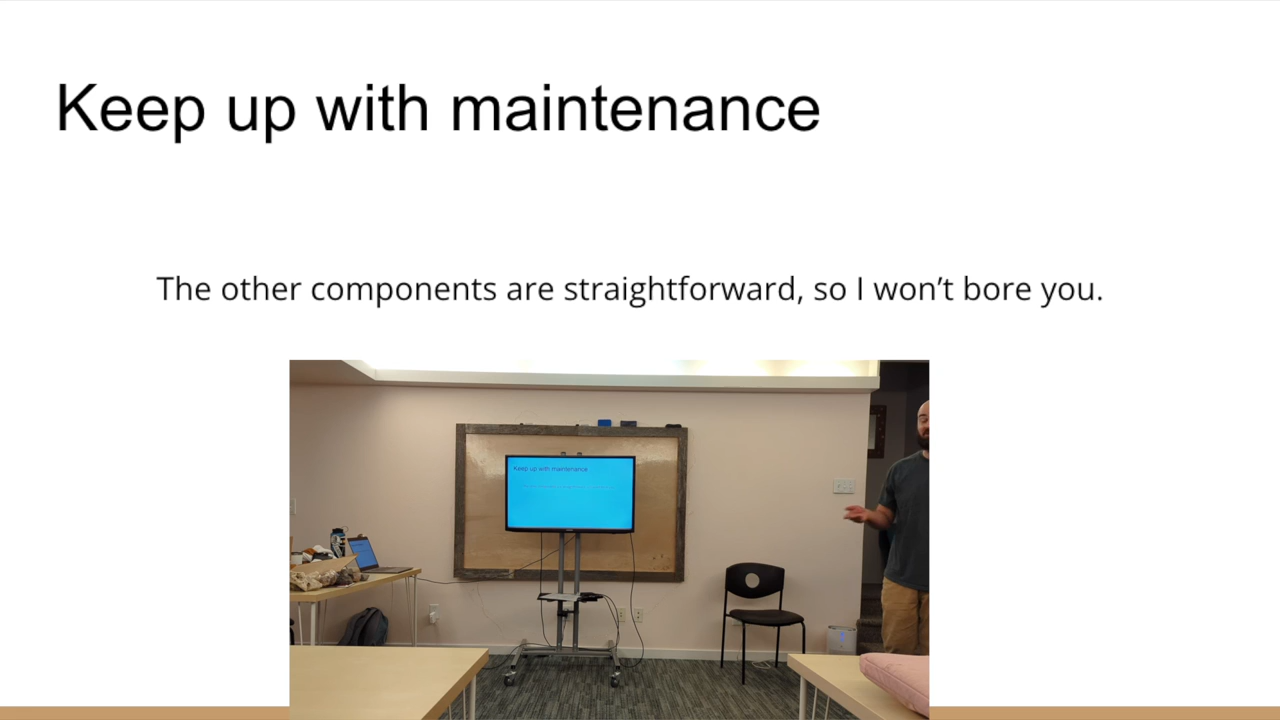 Keep up with maintenance
The other components are straightforward, so I won't bore you.
Keep up with maintenance